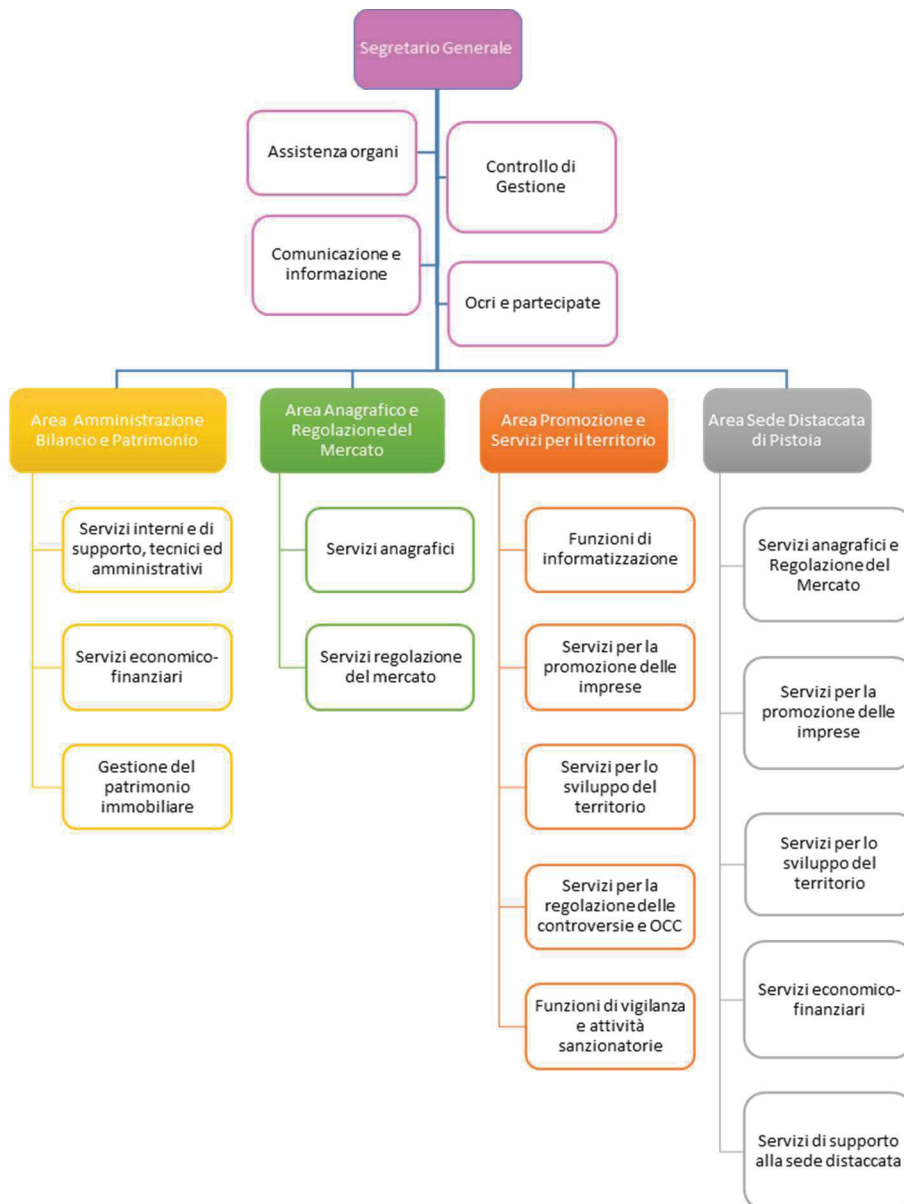 Segretario Generale
Assistenza organi
Controllo di
Gestione
Comunicazione e
informazione
Ocri e partecipate
Area Amministrazione
Bilancio e Patrimonio
Servizi interni e di
supporto, tecnici ed
amministrativi
Servizi economico-
finanziari
Gestione del
patrimonio
immobiliare
Area Anagrafico e
Regolazione del
Mercato
Servizi anagrafici
Servizi regolazione
del mercato
Area Promozione e
Servizi per il territorio
Funzioni di
informatizzazione
Servizi per la
promozione delle
imprese
Servizi per lo
sviluppo del
territorio
Servizi per la
regolazione delle
controversie e OCC
Funzioni di vigilanza
e attività
sanzionatorie
Area Sede Distaccata
di Pistoia
Servizi anagrafici e
Regolazione del
Mercato
Servizi per la
promozione delle
imprese
Servizi per lo
sviluppo del
territorio
Servizi economico-
finanziari
Servizi di supporto
alla sede distaccata